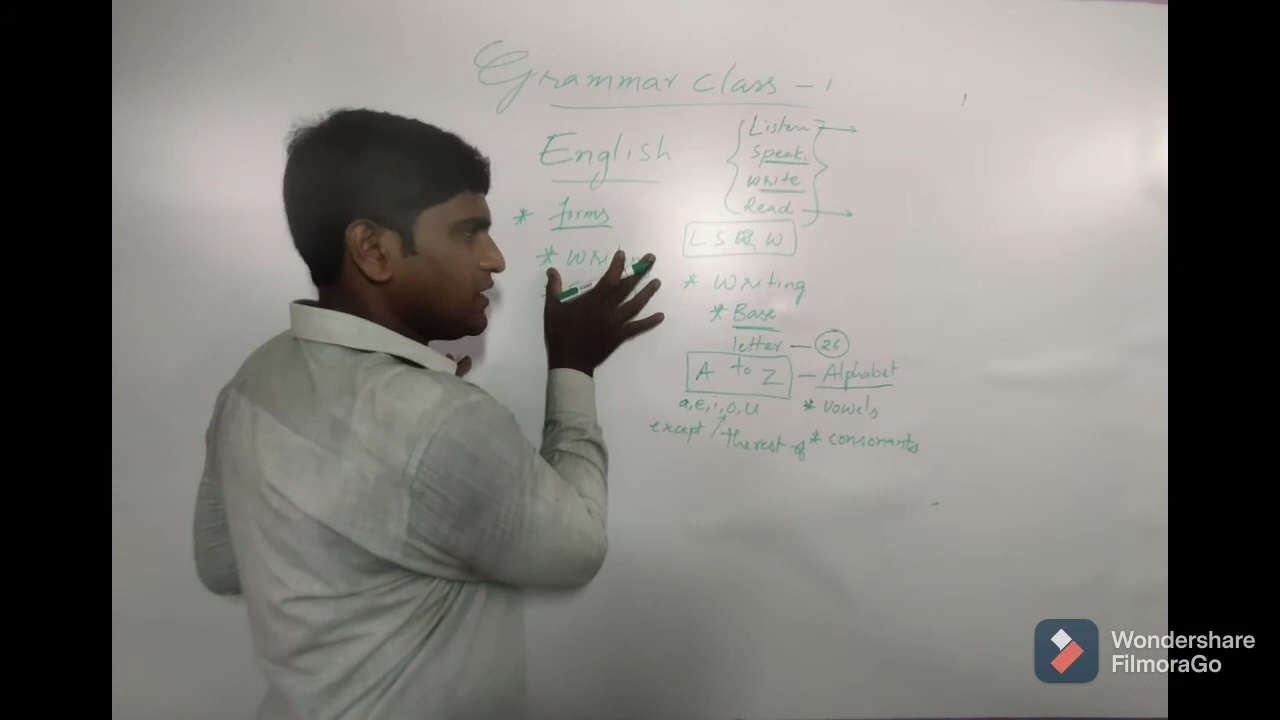 Grammar class - 1
English
* forms
* Writing
Listen
Speak
write
Read
L S R W
* Writing
* Base
letter — 26
A to Z — Alphabet
a, e, i, o, u * vowels
except the rest of * consonants
Wondershare
FilmoraGo